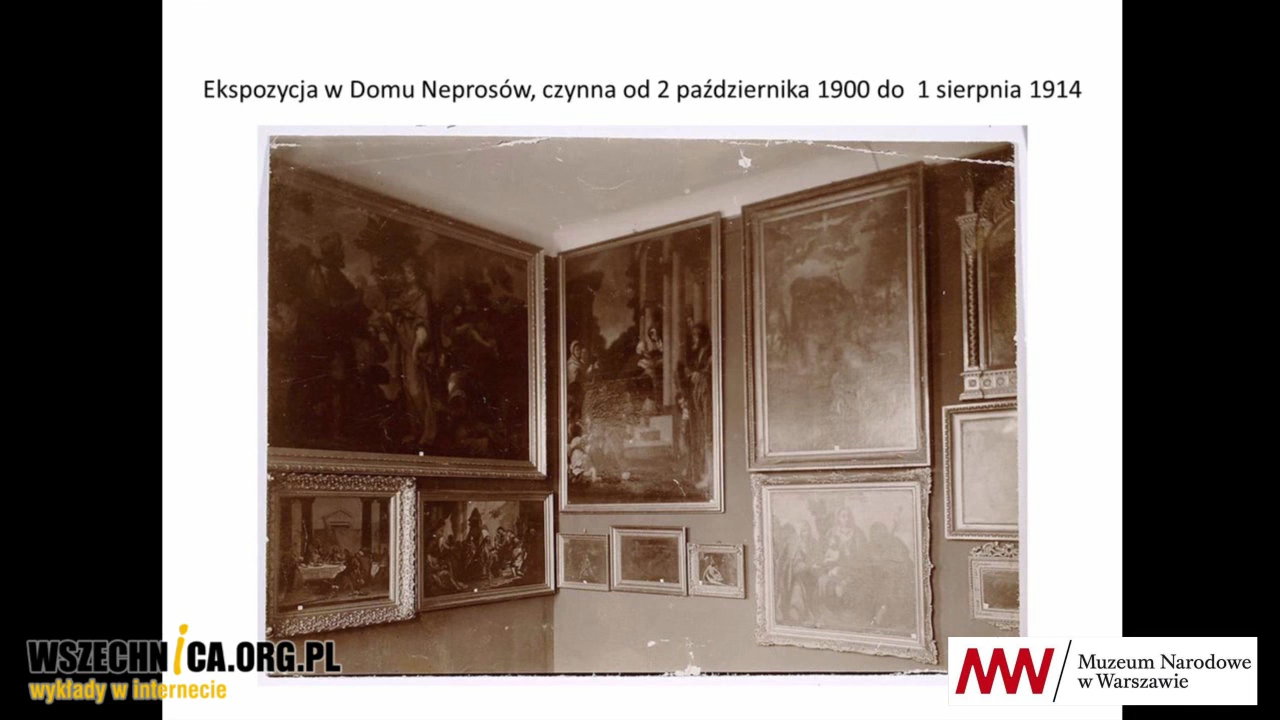 Ekspozycja w Domu Neprosów, czynna od 2 października 1900 do 1 sierpnia 1914
WSZECHNICA.ORG.PL
wykłady w internecie
MNW
Muzeum Narodowe
w Warszawie